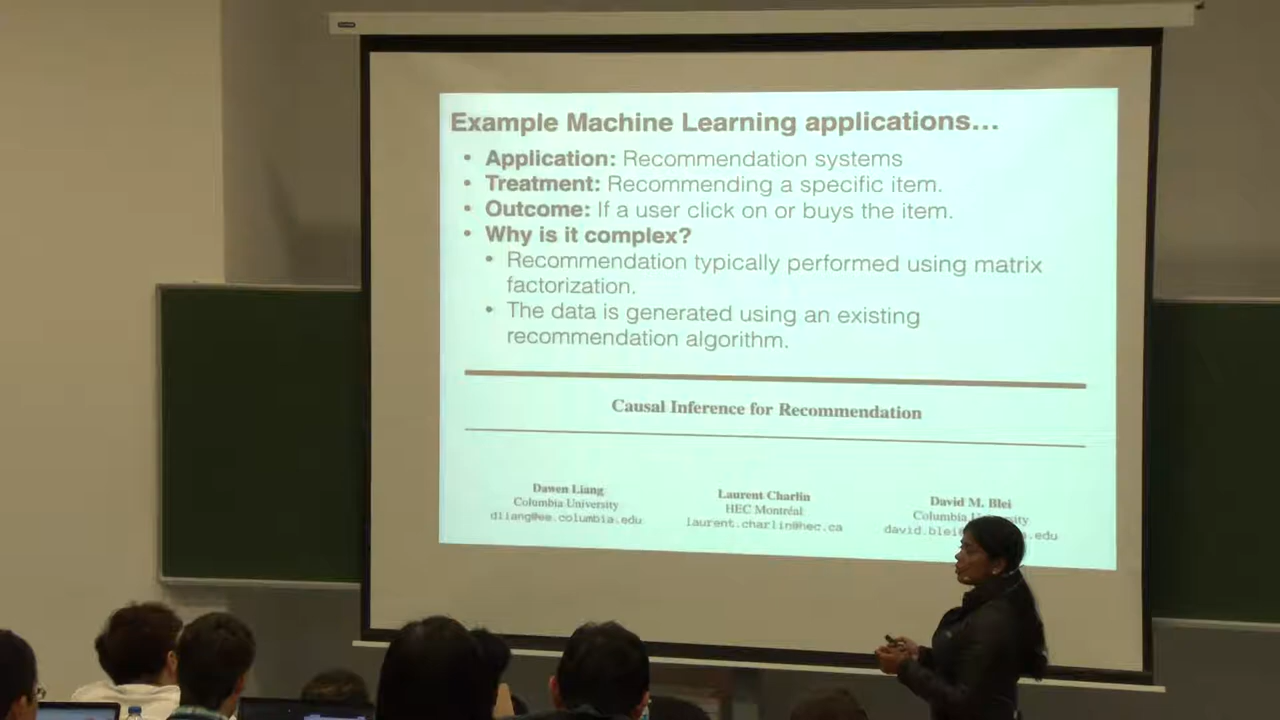 Example Machine Learning applications...
• Application: Recommendation systems
• Treatment: Recommending a specific item.
• Outcome: If a user click on or buys the item.
• Why is it complex?
• Recommendation typically performed using matrix
factorization.
• The data is generated using an existing
recommendation algorithm.
Causal Inference for Recommendation
Dawen Liang
Columbia University
dliang@ee.columbia.edu
Laurent Charlin
HEC Montréal
laurent.charlin@hec.ca
David M. Blei
Columbia
david.blei@
.edu